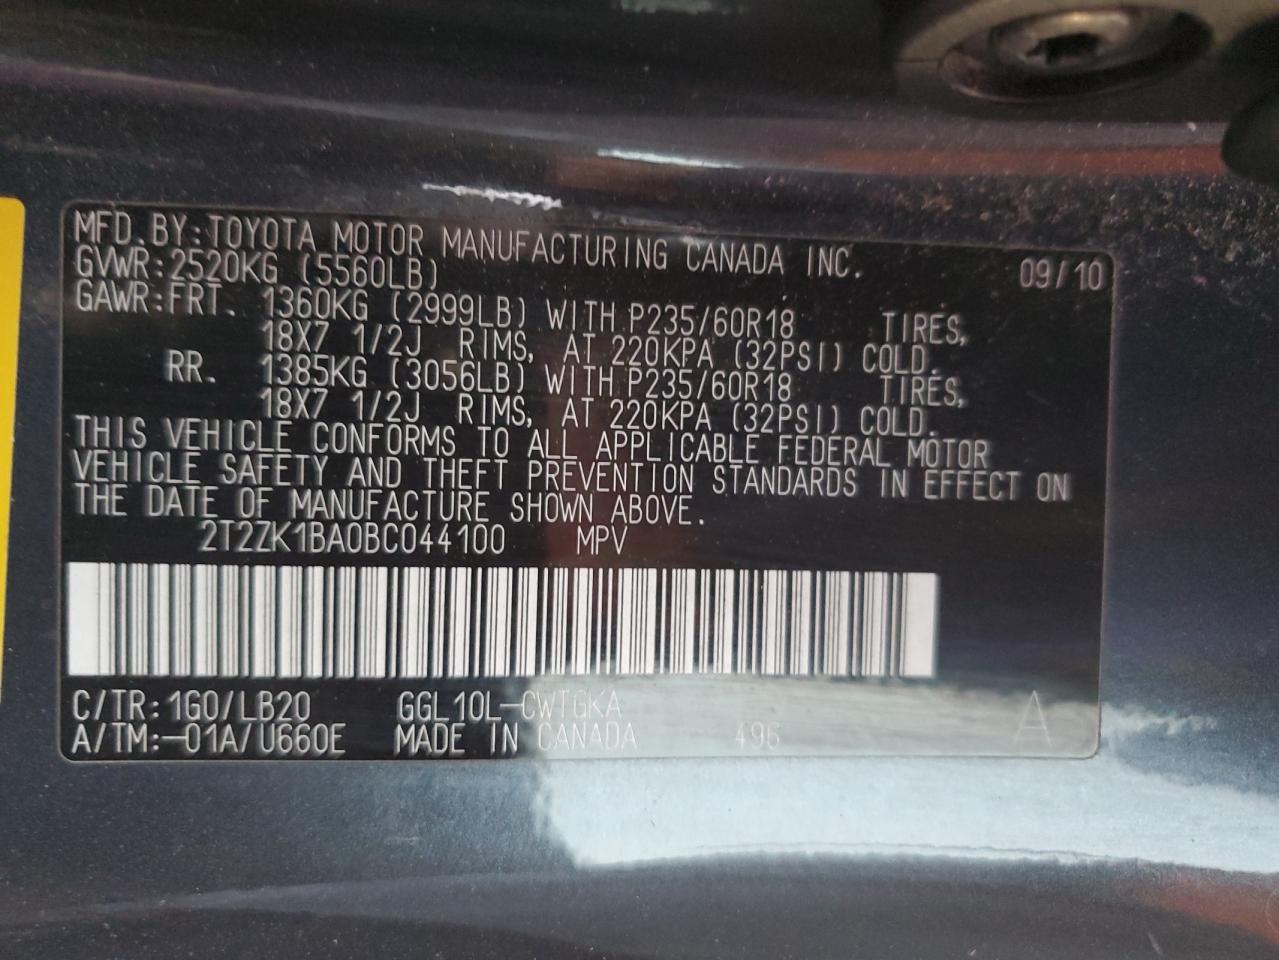 MFD.BY:TOYOTA MOTOR MANUFACTURING CANADA INC.
GVWR:2520KG (5560LB) 09/10
GAWR:FRT. 1360KG (2999LB) WITH P235/60R18 TIRES,
18X7 1/2J RIMS, AT 220KPA (32PSI) COLD.
RR. 1385KG (3056LB) WITH P235/60R18 TIRES,
18X7 1/2J RIMS, AT 220KPA (32PSI) COLD.
THIS VEHICLE CONFORMS TO ALL APPLICABLE FEDERAL MOTOR
VEHICLE SAFETY AND THEFT PREVENTION STANDARDS IN EFFECT ON
THE DATE OF MANUFACTURE SHOWN ABOVE.
2T2ZK1BA0BC044100 MPV
C/TR:1G0/LB20 GGL10L-CWTGKA
A/TM:-01A/U660E MADE IN CANADA 496 A